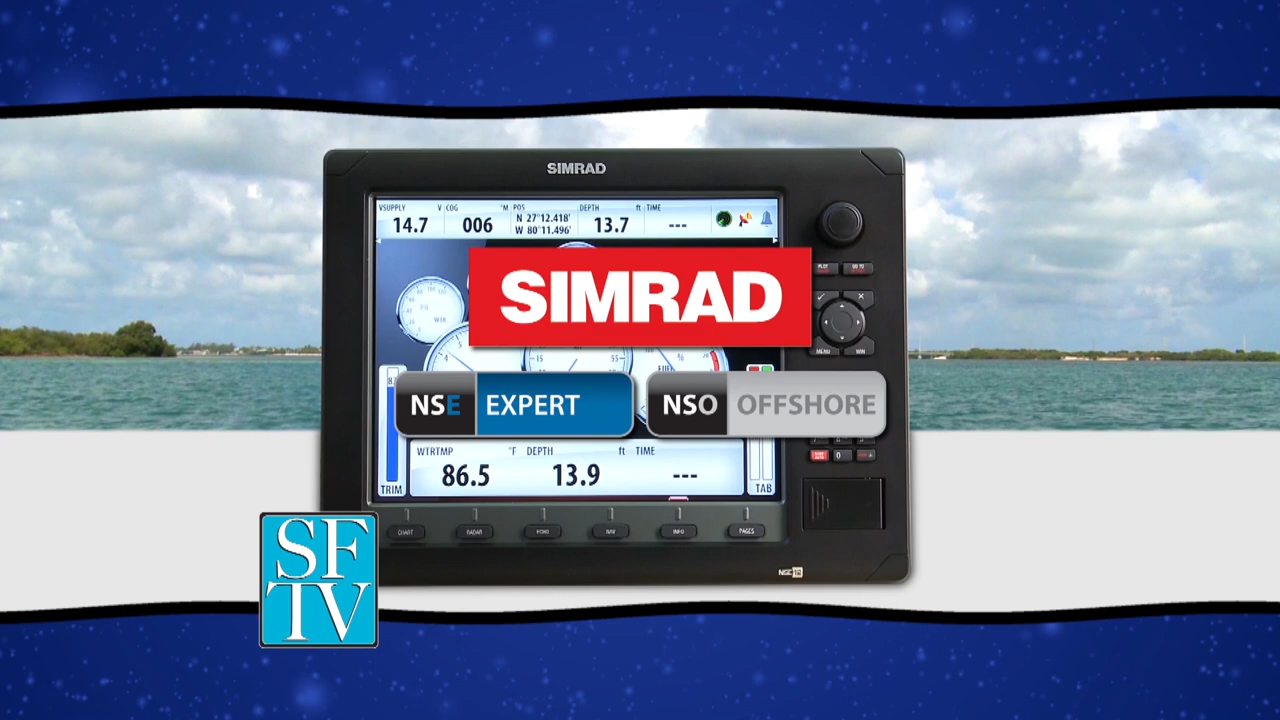 SIMRAD
VSUPPLY V COG °M POS DEPTH ft TIME
14.7 006 N 27°12.418' 13.7 ---
W 80°11.496'
SIMRAD
NSE EXPERT NSO OFFSHORE
WTRTMP °F DEPTH ft TIME
86.5 13.9 ---
TRIM TAB
MENU WIN
CHART RADAR ECHO NAV INFO PAGES
SF
TV